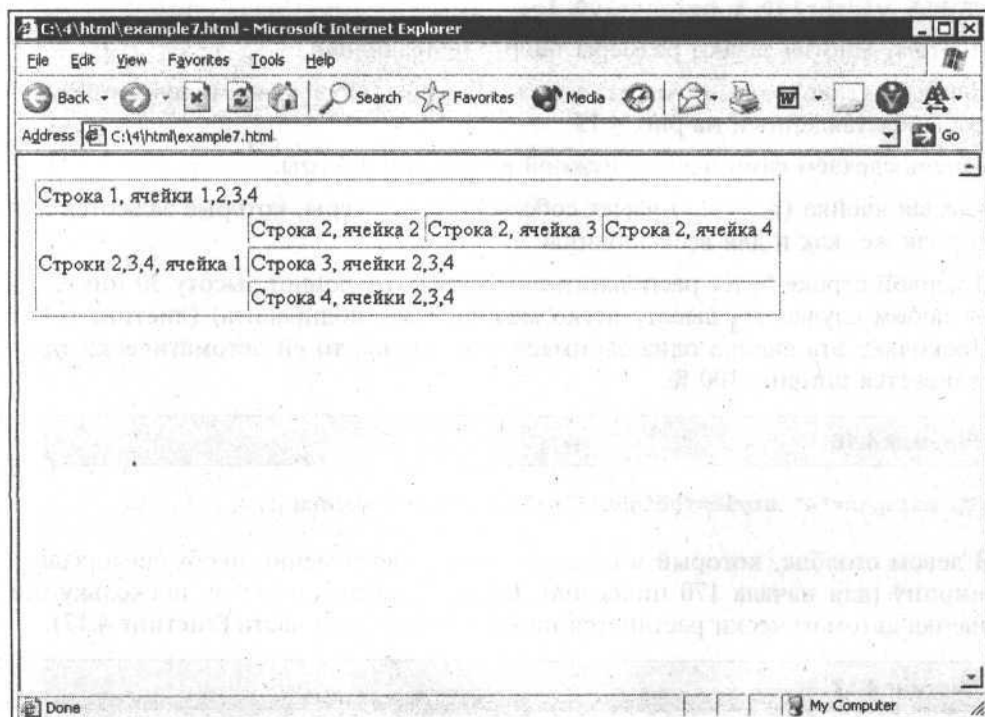 C:\4\html\example7.html - Microsoft Internet Explorer
File Edit View Favorites Tools Help
Back Search Favorites Media
Address C:\4\html\example7.html Go
Строка 1, ячейки 1,2,3,4
Строка 2, ячейка 2 Строка 2, ячейка 3 Строка 2, ячейка 4
Строки 2,3,4, ячейка 1 Строка 3, ячейки 2,3,4
Строка 4, ячейки 2,3,4
Done My Computer